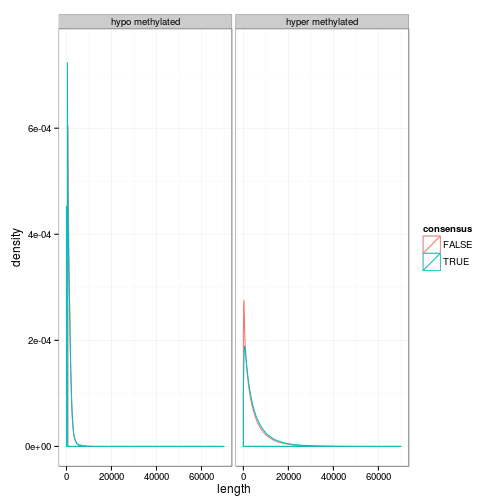 hypo methylated
hyper methylated
6e-04
4e-04
2e-04
0e+00
density
0
20000
40000
60000
0
20000
40000
60000
length
consensus
FALSE
TRUE